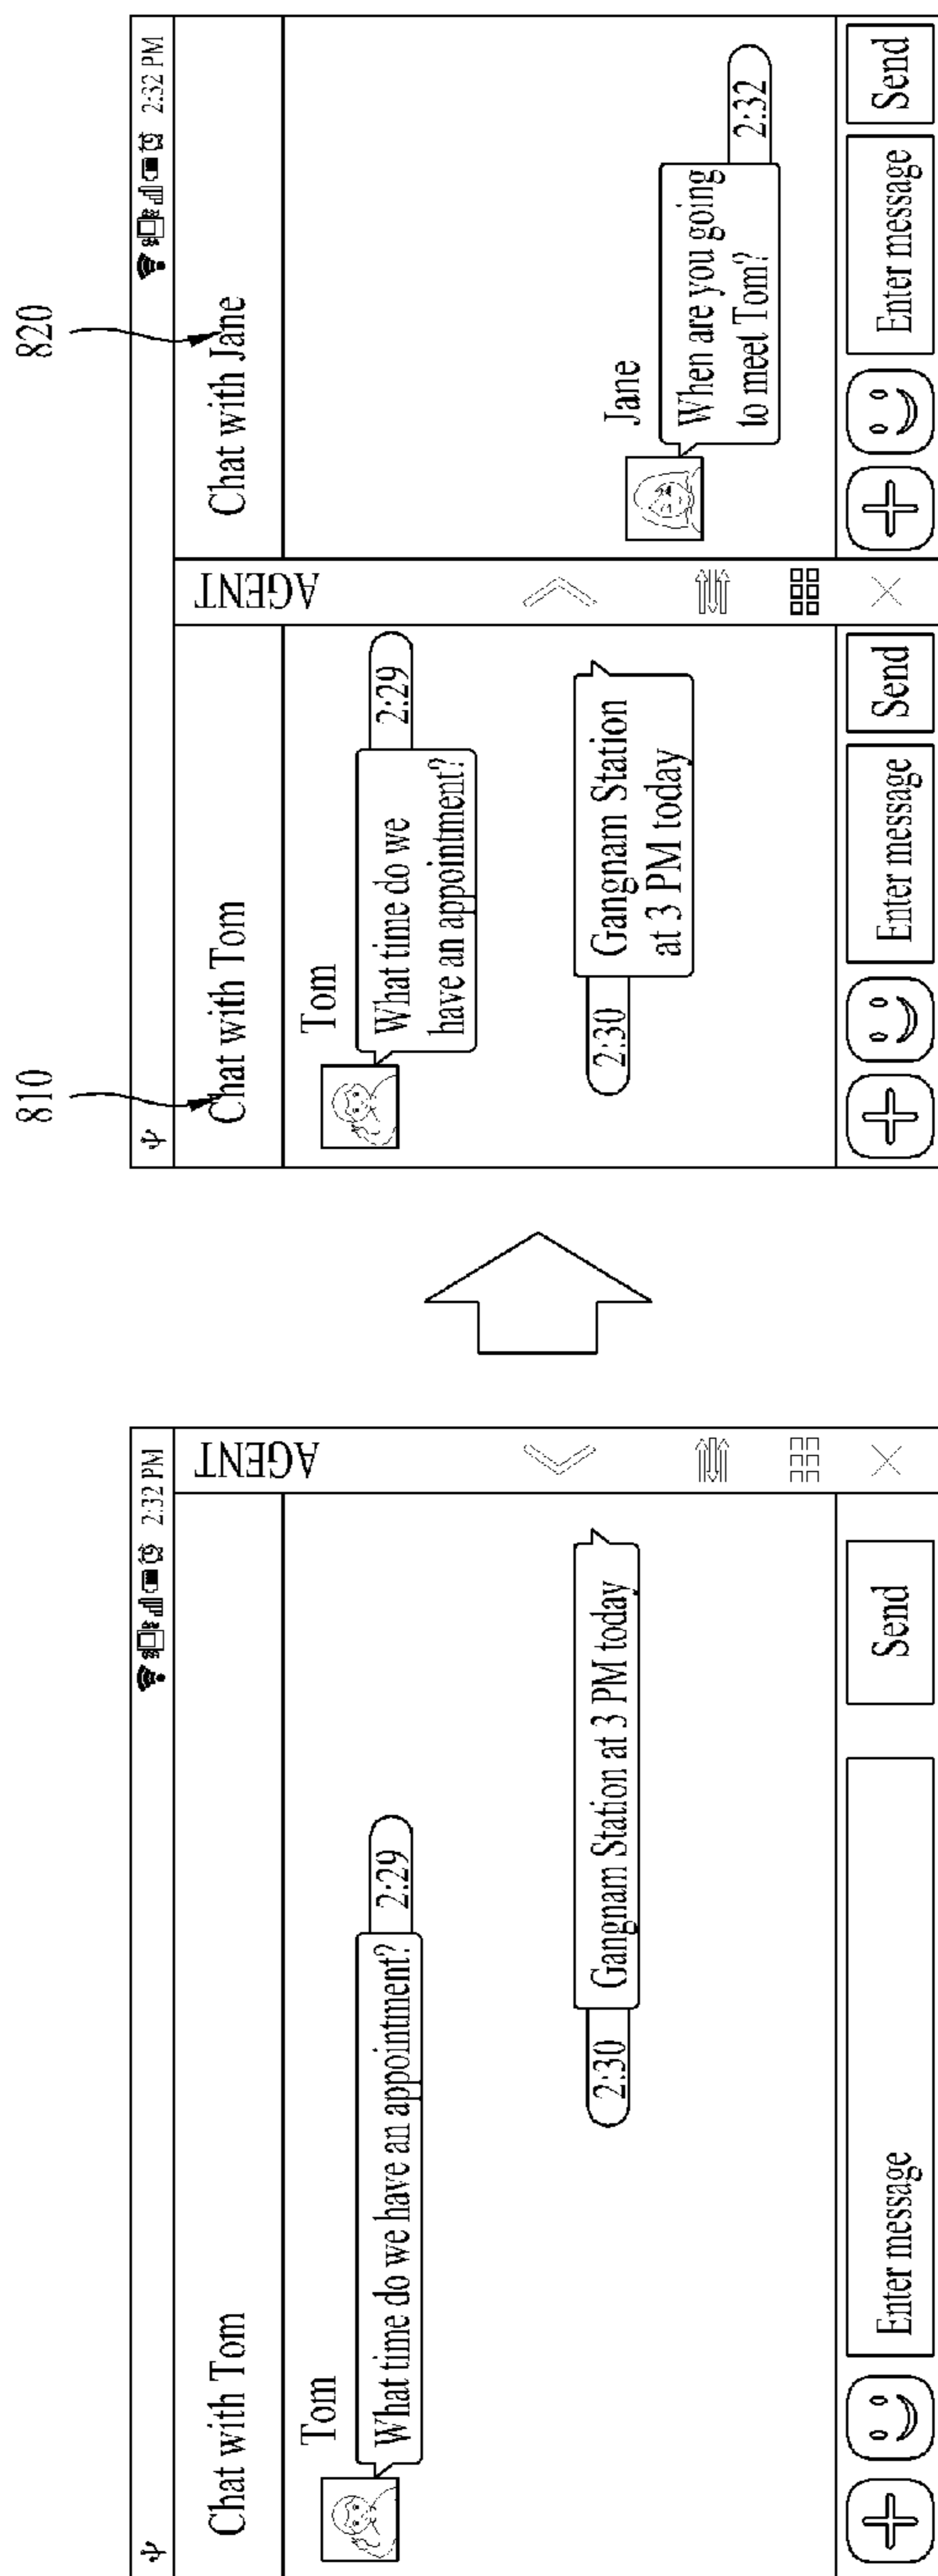 2:32 PM
Chat with Tom
AGENT
Tom
What time do we have an appointment?
2:29
2:30
Gangnam Station at 3 PM today
Enter message
Send
810
820
2:32 PM
Chat with Tom
Tom
What time do we
have an appointment?
2:29
2:30
Gangnam Station
at 3 PM today
Enter message
Send
AGENT
Chat with Jane
Jane
When are you going
to meet Tom?
2:32
Enter message
Send